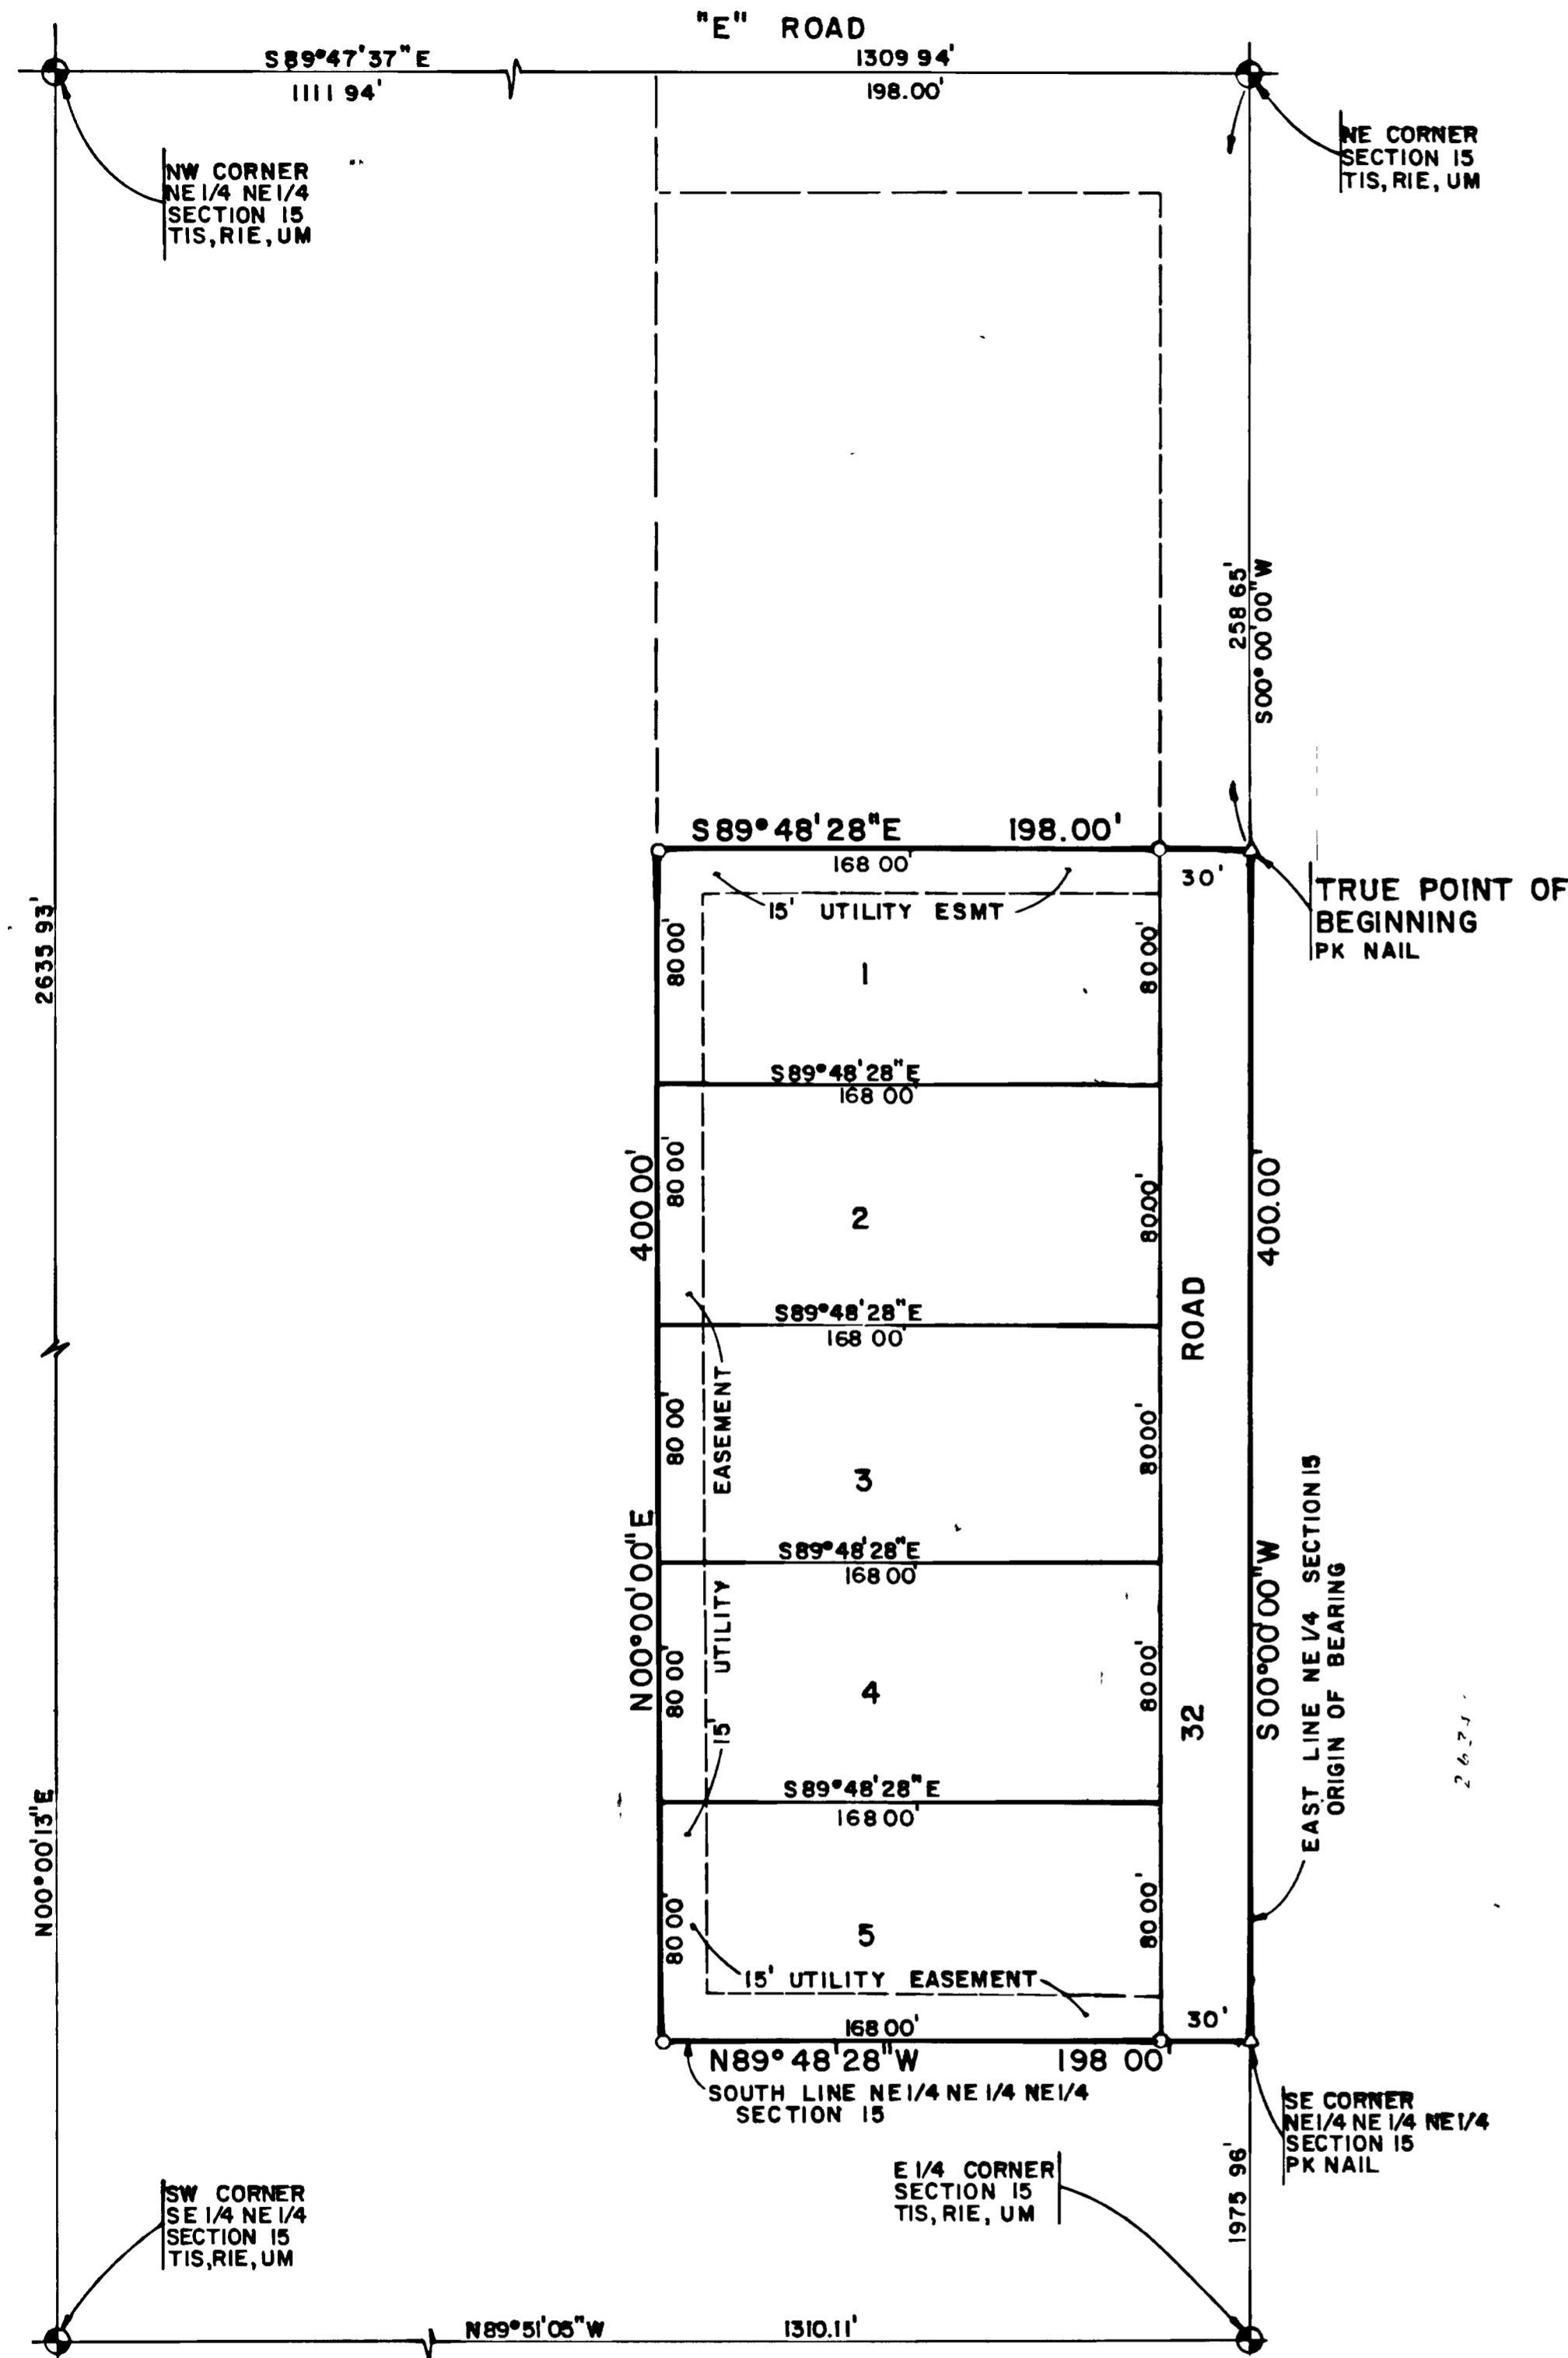 "E" ROAD
S89°47'37"E
1309 94'
1111 94'
198.00'
NW CORNER
NE 1/4 NE 1/4
SECTION 15
T1S, R1E, UM
NE CORNER
SECTION 15
T1S, R1E, UM
258 65'
S00°00'00"W
S89°48'28"E 198.00'
168 00'
30'
15' UTILITY ESMT
TRUE POINT OF
BEGINNING
PK NAIL
2635 93'
80 00'
1
80 00'
S89°48'28"E
168 00'
400 00'
80 00'
2
80.00'
400.00'
S89°48'28"E
168 00'
ROAD
EASEMENT
80 00'
3
80 00'
N00°00'00"E
S89°48'28"E
168 00'
UTILITY
80 00'
4
80 00'
15'
32
S00°00'00"W
EAST LINE NE 1/4 SECTION 15
ORIGIN OF BEARING
S89°48'28"E
168 00'
N00°00'13"E
80 00'
5
80 00'
15' UTILITY EASEMENT
168 00'
30'
N89°48'28"W 198 00'
SOUTH LINE NE 1/4 NE 1/4 NE 1/4
SECTION 15
SE CORNER
NE 1/4 NE 1/4 NE 1/4
SECTION 15
PK NAIL
1975 96'
E 1/4 CORNER
SECTION 15
T1S, R1E, UM
SW CORNER
SE 1/4 NE 1/4
SECTION 15
T1S, R1E, UM
N89°51'05"W
1310.11'